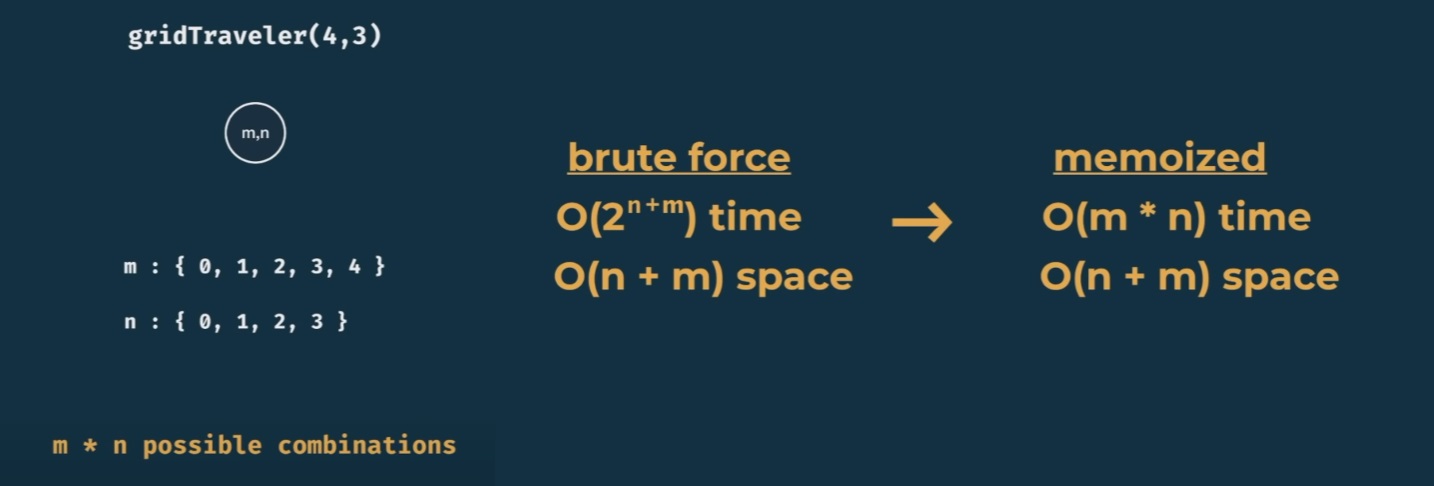 gridTraveler(4,3)
m,n
m : { 0, 1, 2, 3, 4 }
n : { 0, 1, 2, 3 }
m * n possible combinations
brute force
O(2ⁿ⁺ᵐ) time
O(n + m) space
→
memoized
O(m * n) time
O(n + m) space